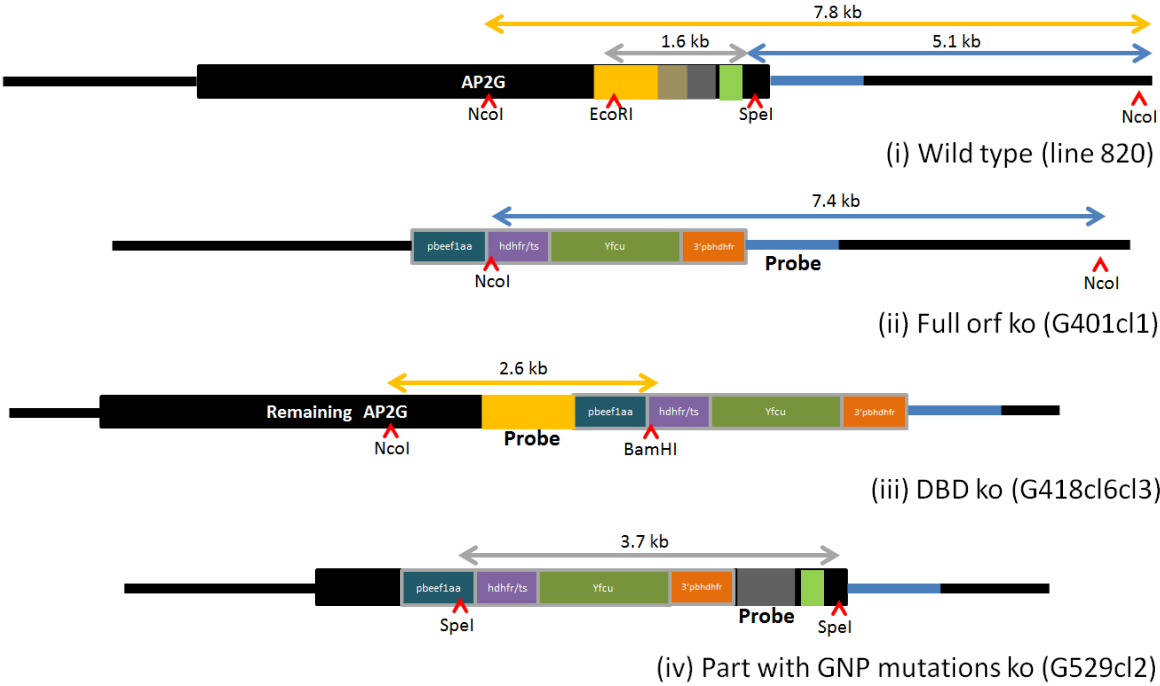 7.8 kb
1.6 kb
5.1 kb
AP2G
NcoI
EcoRI
SpeI
NcoI
(i) Wild type (line 820)
7.4 kb
pbeef1aa
hdhfr/ts
Yfcu
3'pbhdhfr
Probe
NcoI
NcoI
(ii) Full orf ko (G401cl1)
2.6 kb
Remaining AP2G
pbeef1aa
hdhfr/ts
Yfcu
3'pbhdhfr
Probe
NcoI
BamHI
(iii) DBD ko (G418cl6cl3)
3.7 kb
pbeef1aa
hdhfr/ts
Yfcu
3'pbhdhfr
Probe
SpeI
SpeI
(iv) Part with GNP mutations ko (G529cl2)